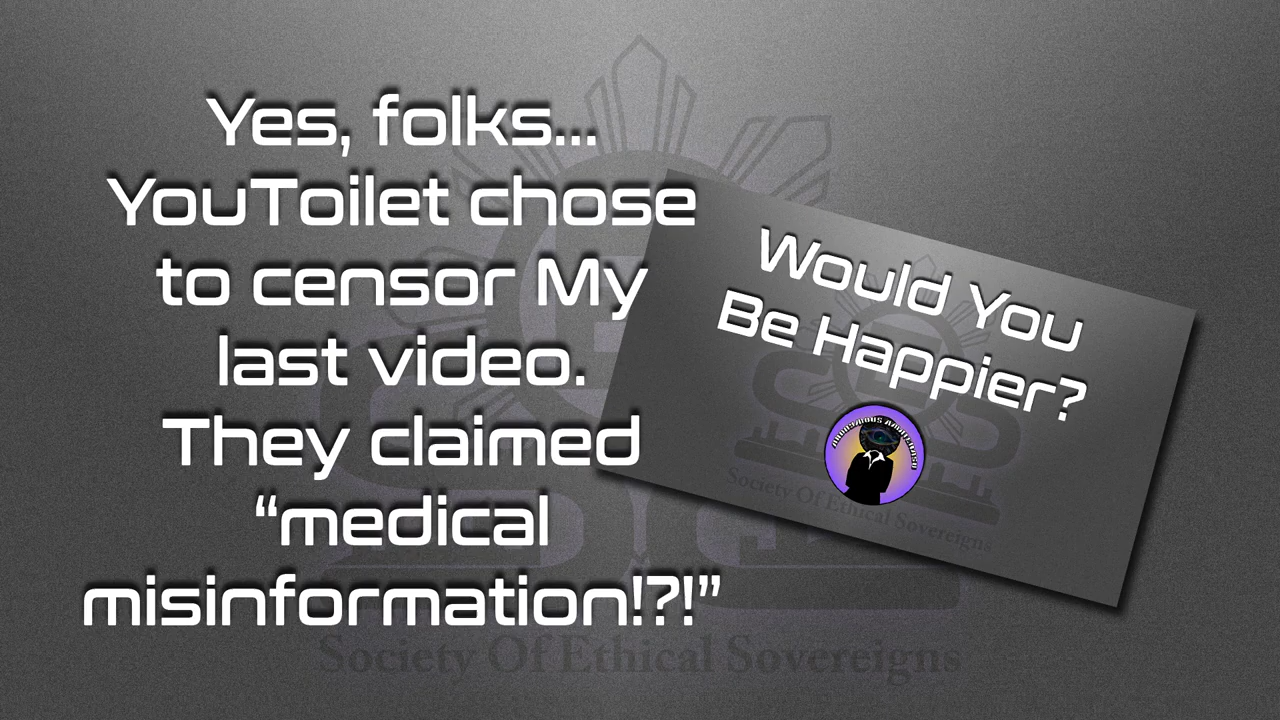 Yes, folks...
YouToilet chose
to censor My
last video.
They claimed
“medical
misinformation!?!”
Would You
Be Happier?
Society Of Ethical Sovereigns
Society Of Ethical Sovereigns